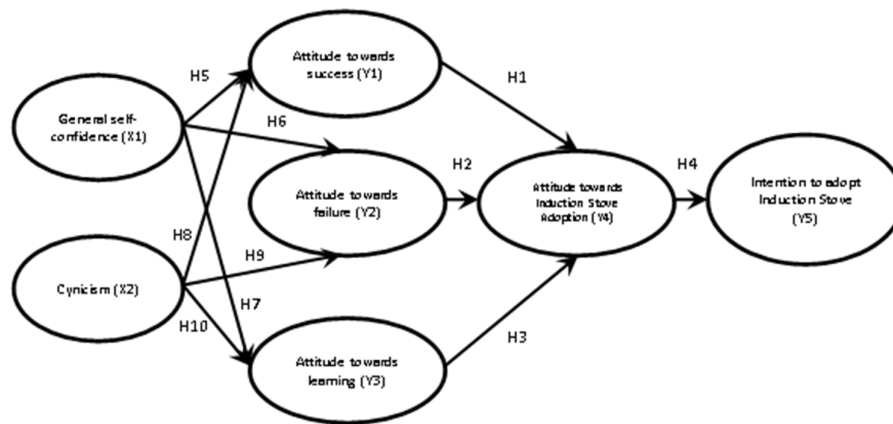 Attitude towards
success (Y1)
H5
H1
General self-
confidence (X1)
H6
H2
H4
Attitude towards
failure (Y2)
Attitude towards
Induction Stove
Adoption (Y4)
Intention to adopt
Induction Stove
(Y5)
H8
H9
Cynicism (X2)
H7
H10
H3
Attitude towards
learning (Y3)